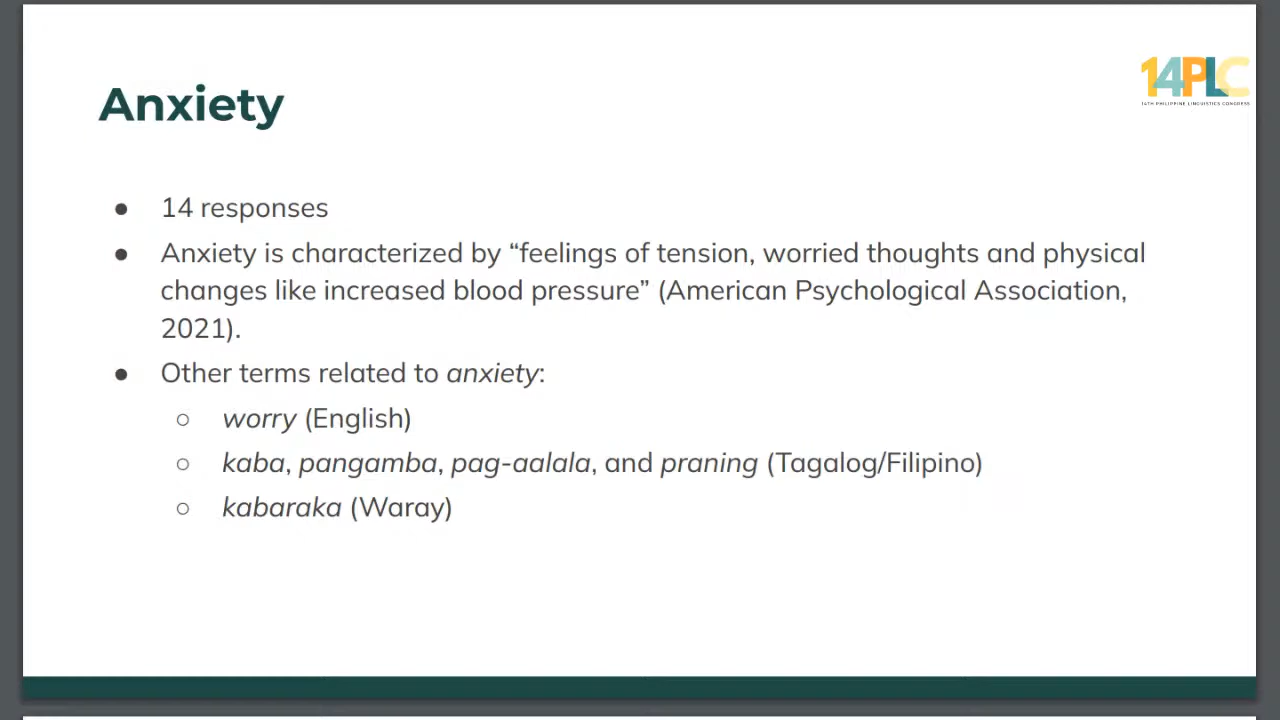 14PLC
14TH PHILIPPINE LINGUISTICS CONGRESS
Anxiety
● 14 responses
● Anxiety is characterized by “feelings of tension, worried thoughts and physical
changes like increased blood pressure” (American Psychological Association,
2021).
● Other terms related to anxiety:
○ worry (English)
○ kaba, pangamba, pag-aalala, and praning (Tagalog/Filipino)
○ kabaraka (Waray)